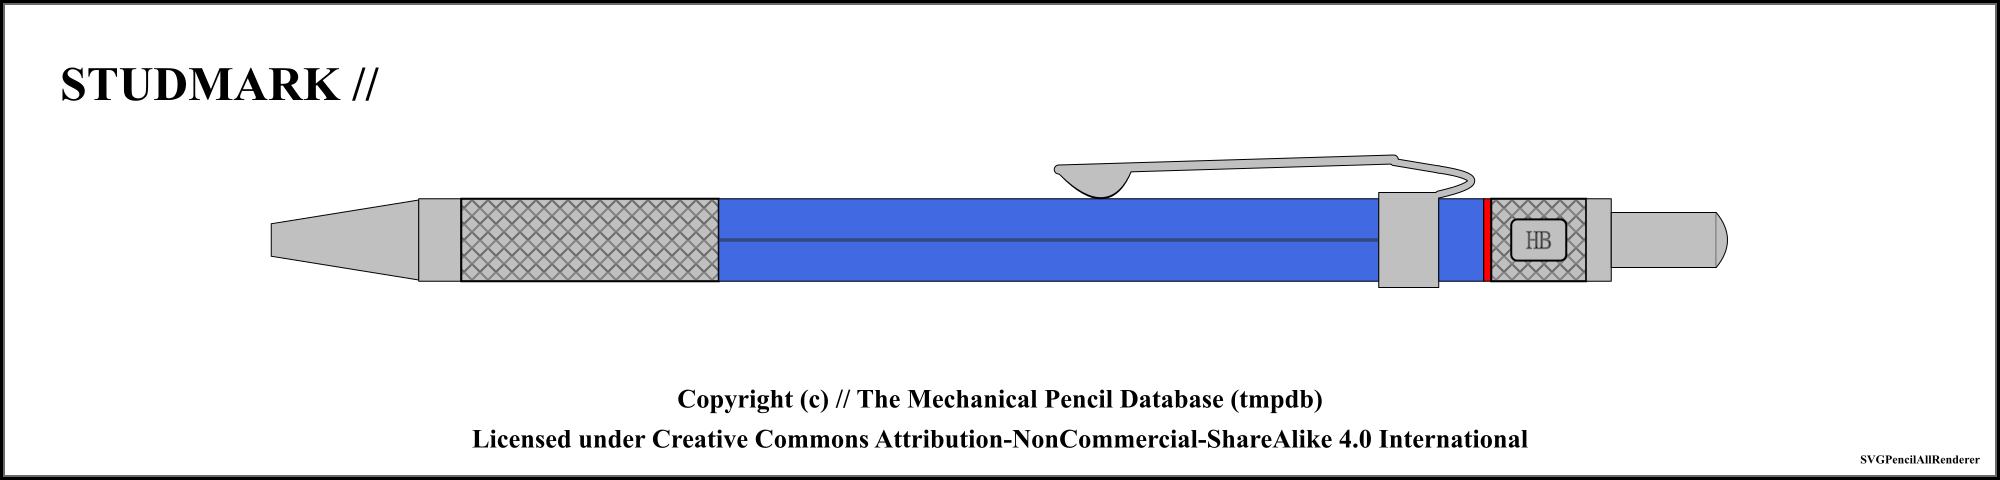 STUDMARK //
HB
Copyright (c) // The Mechanical Pencil Database (tmpdb)
Licensed under Creative Commons Attribution-NonCommercial-ShareAlike 4.0 International
SVGPencilAllRenderer